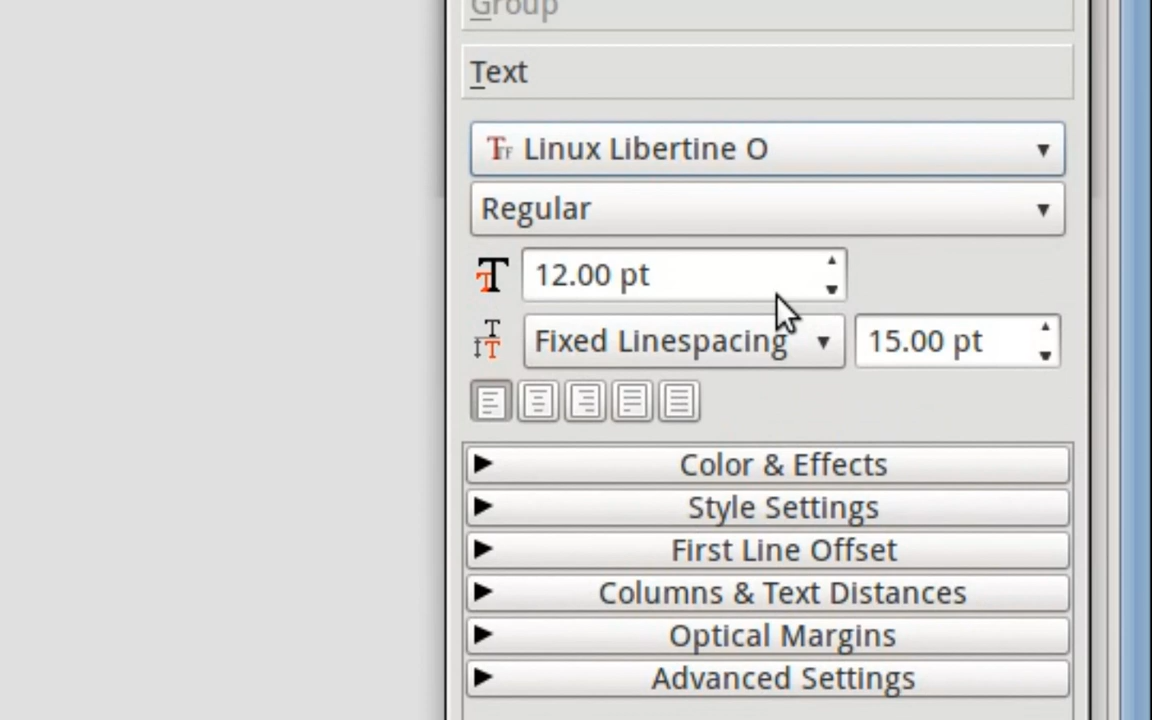 Group
Text
Linux Libertine O
Regular
12.00 pt
Fixed Linespacing 15.00 pt
Color & Effects
Style Settings
First Line Offset
Columns & Text Distances
Optical Margins
Advanced Settings